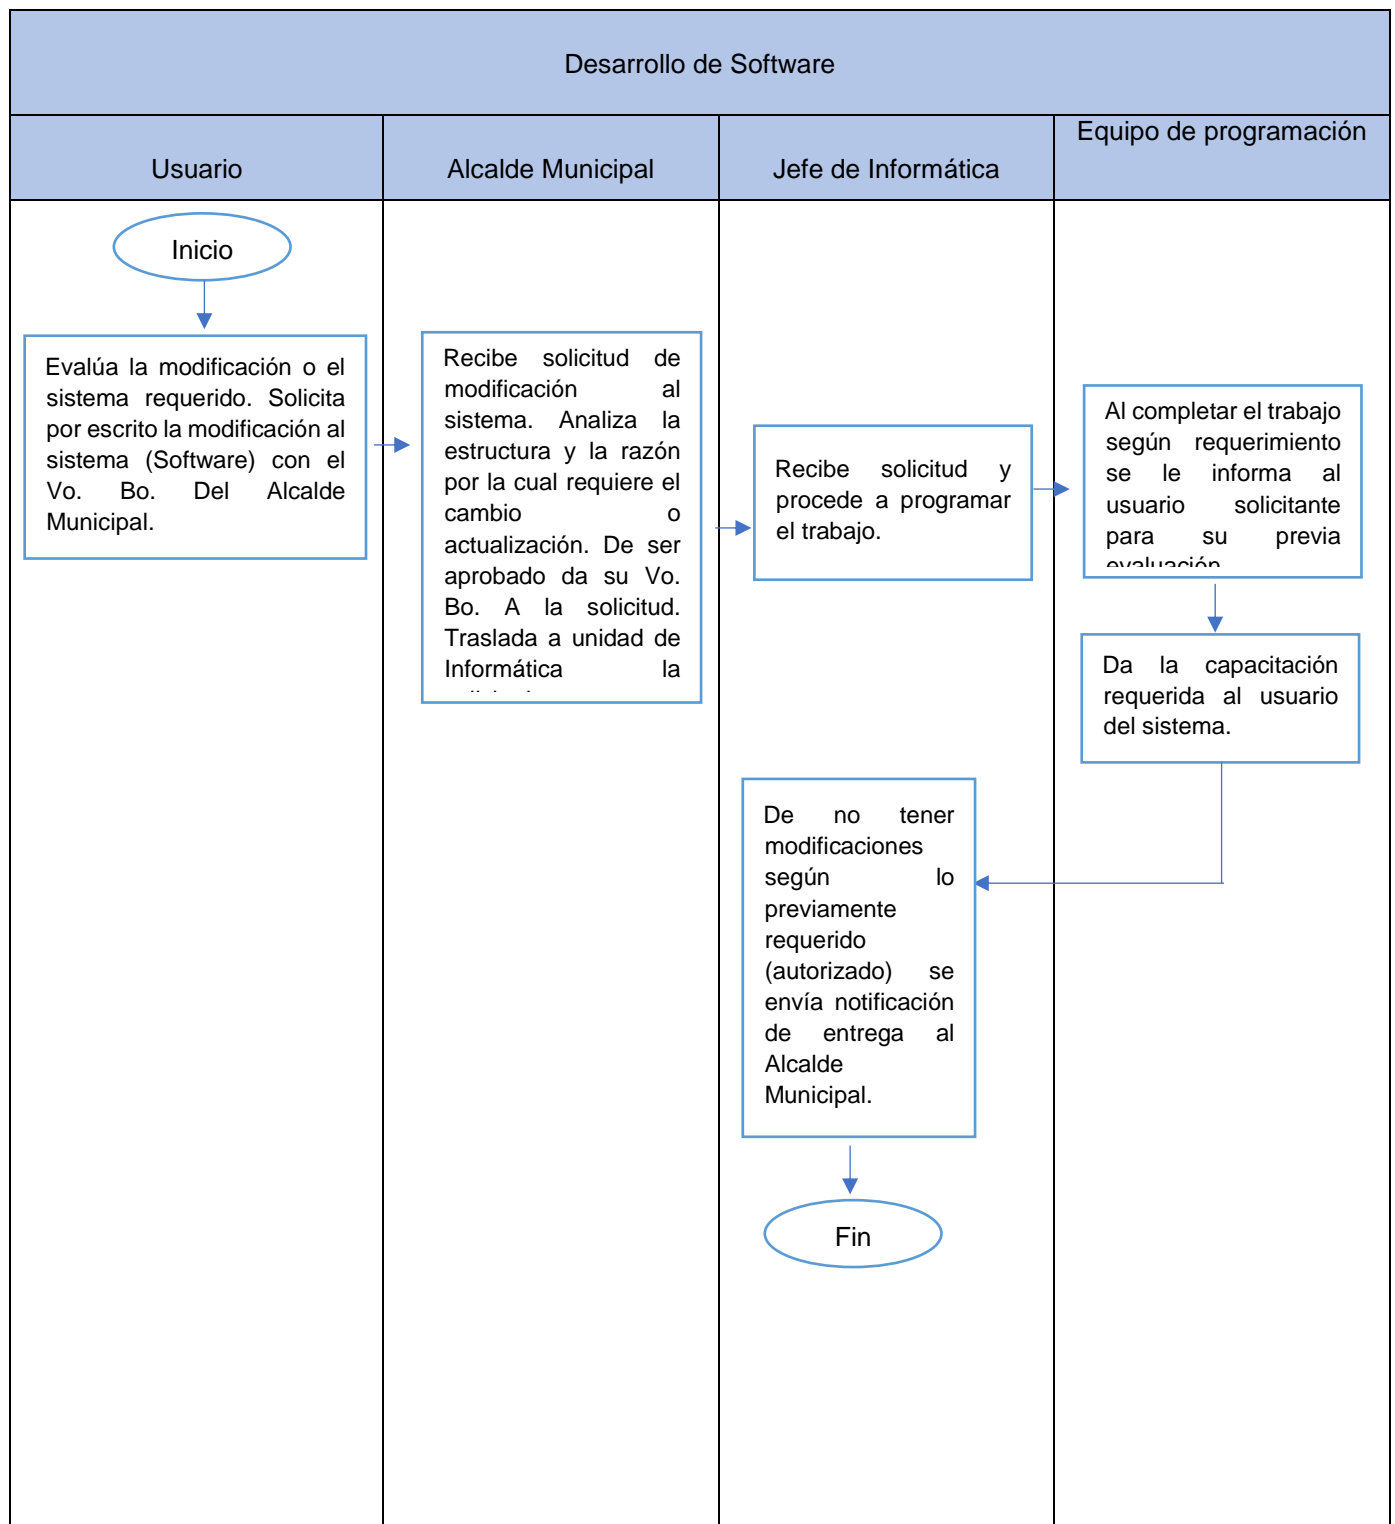 Desarrollo de Software
Usuario
Alcalde Municipal
Jefe de Informática
Equipo de programación
Inicio
Evalúa la modificación o el
sistema requerido. Solicita
por escrito la modificación al
sistema (Software) con el
Vo. Bo. Del Alcalde
Municipal.
Recibe solicitud de
modificación al
sistema. Analiza la
estructura y la razón
por la cual requiere el
cambio o
actualización. De ser
aprobado da su Vo.
Bo. A la solicitud.
Traslada a unidad de
Informática la
Recibe solicitud y
procede a programar
el trabajo.
Al completar el trabajo
según requerimiento
se le informa al
usuario solicitante
para su previa
evaluación
Da la capacitación
requerida al usuario
del sistema.
De no tener
modificaciones
según lo
previamente
requerido
(autorizado) se
envía notificación
de entrega al
Alcalde
Municipal.
Fin